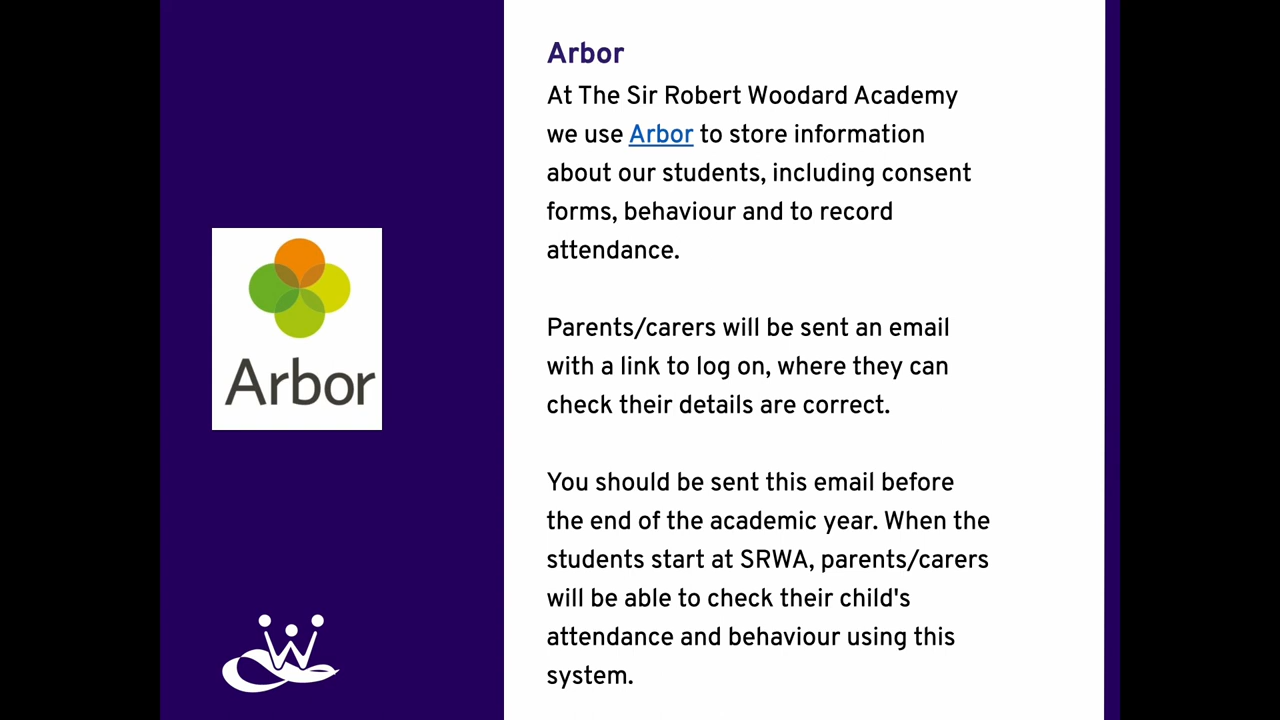 Arbor
Arbor
At The Sir Robert Woodard Academy
we use Arbor to store information
about our students, including consent
forms, behaviour and to record
attendance.
Parents/carers will be sent an email
with a link to log on, where they can
check their details are correct.
You should be sent this email before
the end of the academic year. When the
students start at SRWA, parents/carers
will be able to check their child's
attendance and behaviour using this
system.
W